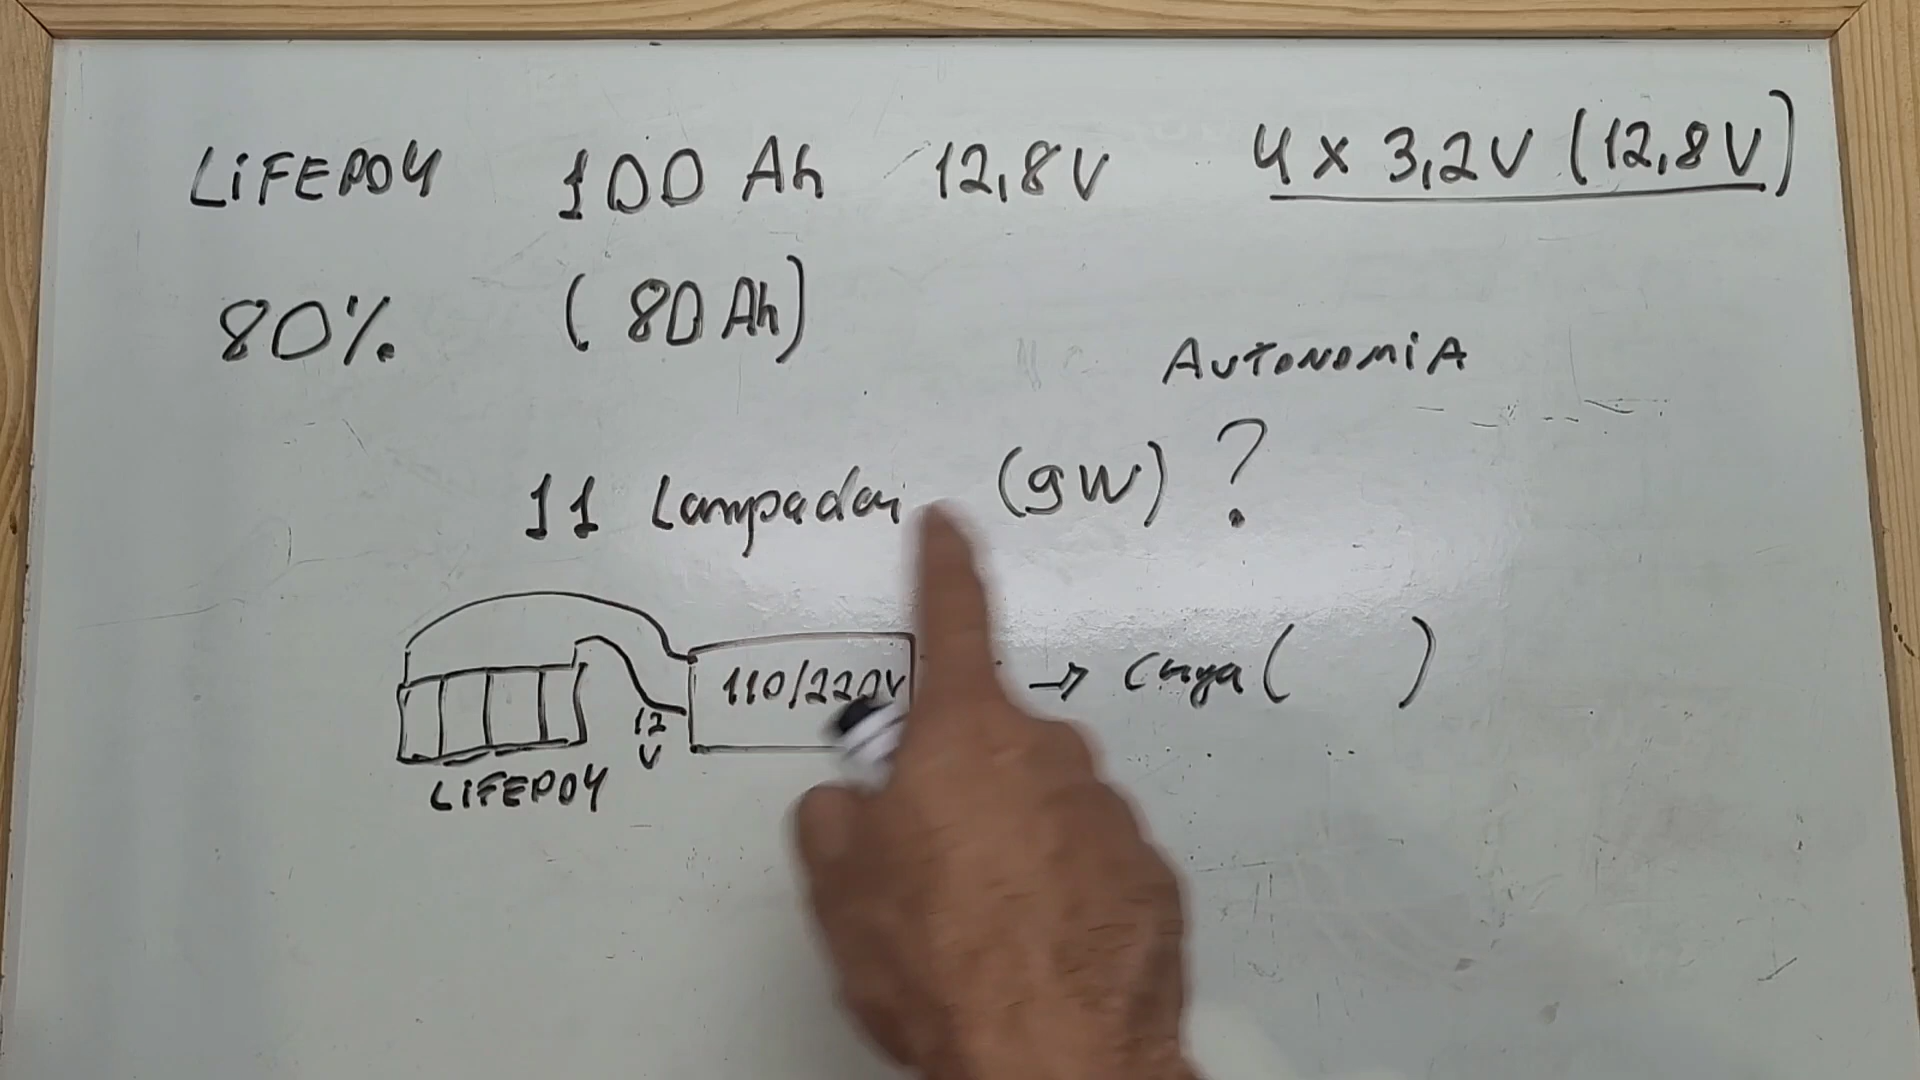 LiFEPO4 100 Ah 12,8V 4 x 3,2V (12,8V)
80% (80 Ah)
AUTONOMiA
11 Lampadas (9W) ?
110/220V → Carga ( )
12
V
LiFEPO4